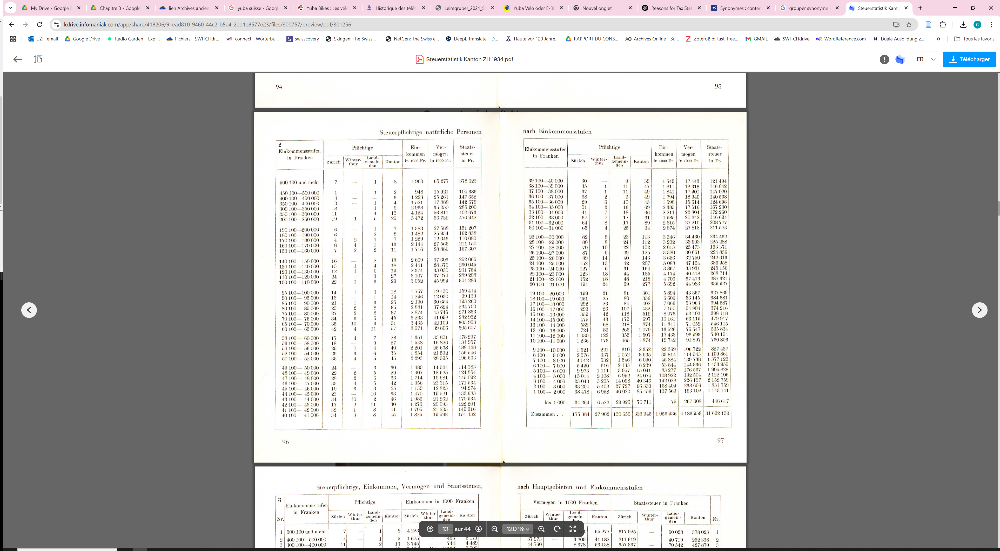 My Drive - Google D
Chapitre 3 - Google
lien Archives ancien
yuba suisse - Google
Yuba Bikes : Les vélo
Historique des téléc
Leimgruber_2021_S
Yuba Velo oder E-Bi
Nouvel onglet
Reasons for Tax Stat
Synonymes : conten
grouper synonyme -
Steuerstatistik Kanto
kdrive.infomaniak.com/app/share/418206/91ead810-9460-44c2-b5e4-2ed1e8577e23/files/300757/preview/pdf/301256
G
UZH email
Google Drive
Radio Garden – Expl...
Fichiers - SWITCHdr...
connect - Wörterbu...
swisscovery
Skingen: The Swiss...
NetGen: The Swiss e...
DeepL Translate – D...
Heute vor 120 Jahre...
RAPPORT DU CONS...
Archives Online - Su...
ZoteroBib: Fast, free...
GMAIL
SWITCHdrive
WordReference.com
Duale Ausbildung z...
Tous les favoris
Steuerstatistik Kanton ZH 1934.pdf
FR
Télécharger
94
95
Steuerpflichtige natürliche Personen
2
Einkommensstufen in Franken Pflichtige Ein-kommen in 1000 Fr. Ver-mögen in 1000 Fr. Staats-steuer in Fr.
Zürich Winter-thur Land-gemein-den Kanton
500 100 und mehr 7 — 1 8 4 960 65 277 378 023
450 100—500 000 1 — 1 2 948 15 921 104 686
400 100—450 000 3 — — 3 1 223 25 261 147 652
350 100—400 000 3 — 1 4 1 521 17 888 142 679
300 100—350 000 8 — 1 9 2 968 35 250 285 200
250 100—300 000 11 — 4 15 4 124 56 811 402 673
200 100—250 000 19 1 5 25 5 472 56 739 470 942
190 100—200 000 6 — 1 7 1 383 27 588 151 207
180 100—190 000 6 — 2 8 1 482 25 934 162 858
170 100—180 000 4 2 1 7 1 229 12 643 110 080
160 100—170 000 8 4 1 13 2 144 27 566 211 150
150 100—160 000 7 2 2 11 1 716 28 886 167 307
140 100—150 000 16 — 2 18 2 609 37 603 252 065
130 100—140 000 13 1 4 18 2 441 28 376 230 045
120 100—130 000 12 1 6 19 2 374 33 030 231 754
110 100—120 000 24 — 3 27 3 107 37 274 289 208
100 100—110 000 22 1 6 29 3 052 45 994 304 286
95 100—100 000 14 1 3 18 1 757 19 430 159 414
90 100— 95 000 13 — 1 14 1 296 12 030 99 139
85 100— 90 000 21 1 3 25 2 190 30 654 193 260
80 100— 85 000 25 2 8 35 2 881 37 824 264 700
75 100— 80 000 27 2 8 37 2 874 43 746 271 836
70 100— 75 000 34 6 5 45 3 263 41 098 282 952
65 100— 70 000 35 10 6 51 3 435 42 109 303 953
60 100— 65 000 42 4 11 57 3 571 39 806 305 607
58 100— 60 000 17 4 7 28 1 651 33 801 178 297
56 100— 58 000 18 — 9 27 1 538 16 826 131 957
54 100— 56 000 29 7 4 40 2 201 25 668 188 128
52 100— 54 000 26 3 6 35 1 854 21 592 156 546
50 100— 52 000 36 4 5 45 2 293 28 595 196 663
49 100— 50 000 24 — 6 30 1 489 14 524 114 383
48 100— 49 000 22 2 5 29 1 407 18 525 124 854
47 100— 48 000 28 2 6 36 1 714 19 981 145 092
46 100— 47 000 33 4 5 42 1 956 23 315 171 534
45 100— 46 000 19 3 3 25 1 139 12 825 94 274
44 100— 45 000 23 — 10 33 1 470 19 521 133 683
43 100— 44 000 34 10 2 46 1 989 21 862 170 934
42 100— 43 000 17 2 11 30 1 275 20 093 122 201
41 100— 42 000 32 1 8 41 1 705 21 235 149 916
40 100— 41 000 34 3 8 45 1 825 19 598 151 432
96
nach Einkommensstufen
Einkommensstufen in Franken Pflichtige Ein-kommen in 1000 Fr. Ver-mögen in 1000 Fr. Staats-steuer in Fr.
Zürich Winter-thur Land-gemein-den Kanton
39 100—40 000 30 — 9 39 1 549 17 443 121 494
38 100—39 000 35 1 11 47 1 811 18 318 146 042
37 100—38 000 37 1 11 49 1 841 17 901 147 020
36 100—37 000 38 2 9 49 1 794 18 940 140 568
35 100—36 000 29 6 10 45 1 598 15 614 124 696
34 100—35 000 51 2 16 69 2 385 17 516 167 230
33 100—34 000 41 7 18 66 2 211 22 804 172 260
32 100—33 000 37 7 17 61 1 985 20 242 146 694
31 100—32 000 64 8 17 89 2 815 27 210 208 777
30 100—31 000 65 4 25 94 2 874 27 818 211 573
29 100—30 000 82 8 23 113 3 346 34 460 234 462
28 100—29 000 80 8 24 112 3 202 33 903 225 288
27 100—28 000 70 10 22 102 2 813 25 473 193 371
26 100—27 000 87 9 29 125 3 320 30 651 224 836
25 100—26 000 89 14 40 143 3 656 32 750 242 613
24 100—25 000 152 13 42 207 5 088 47 194 336 958
23 100—24 000 127 6 31 164 3 867 33 931 245 156
22 100—23 000 123 18 44 185 4 174 40 418 268 714
21 100—22 000 152 18 48 218 4 706 37 416 287 321
20 100—21 000 194 24 59 277 5 692 44 983 339 927
19 100—20 000 199 21 81 301 5 894 43 357 327 869
18 100—19 000 251 25 80 356 6 606 56 145 384 381
17 100—18 000 292 26 84 402 7 066 53 963 394 587
16 100—17 000 299 26 107 432 7 150 54 904 374 216
15 100—16 000 359 42 118 519 8 073 52 402 398 118
14 100—15 000 475 43 179 697 10 161 63 119 479 917
13 100—14 000 588 68 218 874 11 841 71 059 546 115
12 100—13 000 724 89 266 1 079 13 526 75 547 595 834
11 100—12 000 1 030 122 355 1 507 17 433 96 993 740 154
10 100—11 000 1 236 173 465 1 874 19 742 91 897 760 806
9 100—10 000 1 521 221 610 2 352 22 369 106 722 827 437
8 100— 9 000 2 576 337 1 052 3 965 33 814 114 543 1 109 861
7 100— 8 000 4 012 532 1 546 6 090 45 884 139 738 1 377 129
6 100— 7 000 5 490 616 2 133 8 239 53 844 144 336 1 433 955
5 100— 6 000 9 973 1 111 3 957 15 041 83 277 176 567 1 905 828
4 100— 5 000 15 014 2 108 6 952 24 074 108 922 192 504 2 122 106
3 100— 4 000 23 043 3 205 14 098 40 346 142 028 226 157 2 152 759
2 100— 3 000 33 204 5 408 27 727 66 339 168 409 238 606 1 831 759
1 100— 2 000 38 478 6 958 40 020 85 456 137 569 193 102 1 143 141
bis 1 000 34 264 6 522 29 925 70 711 75 267 608 448 617
Zusammen . . 175 384 27 902 130 659 333 945 1 053 936 4 186 953 31 692 159
97
Steuerpflichtige, Einkommen, Vermögen und Staatssteuer,
nach Hauptgebieten und Einkommensstufen
3
Nr. Einkommensstufen in Franken Pflichtige Einkommen in 1000 Franken
Zürich Winter-thur Land-gemein-den Kanton Zürich Winter-thur Land-gemein-den Kanton
1 500 100 und mehr 7 — 1 8 4 223
2 400 100—500 000 4 — 1 5 1 675 — 496 2 171
3 300 100—400 000 11 — 2 13 3 745 — 744 4 489
Vermögen in 1000 Franken Staatssteuer in Franken
Zürich Winter-thur Land-gemein-den Kanton Zürich Winter-thur Land-gemein-den Kanton Nr.
65 277 317 925 — 60 098 378 023 1
37 973 — 3 209 41 182 211 619 — 40 719 252 338 2
44 760 — 8 378 53 138 357 337 — 70 542 427 879 3
13 sur 44
120 %